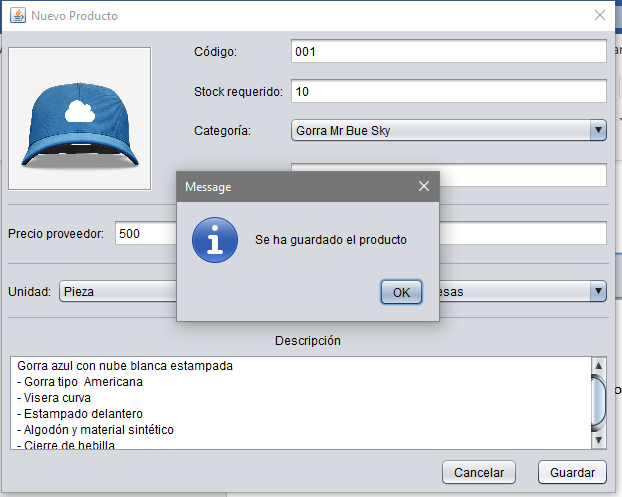 Nuevo Producto
Código: 001
Stock requerido: 10
Categoría: Gorra Mr Bue Sky
Message
Se ha guardado el producto
OK
Precio proveedor: 500
Unidad: Pieza
Descripción
Gorra azul con nube blanca estampada
- Gorra tipo Americana
- Visera curva
- Estampado delantero
- Algodón y material sintético
- Cierre de hebilla
Cancelar
Guardar